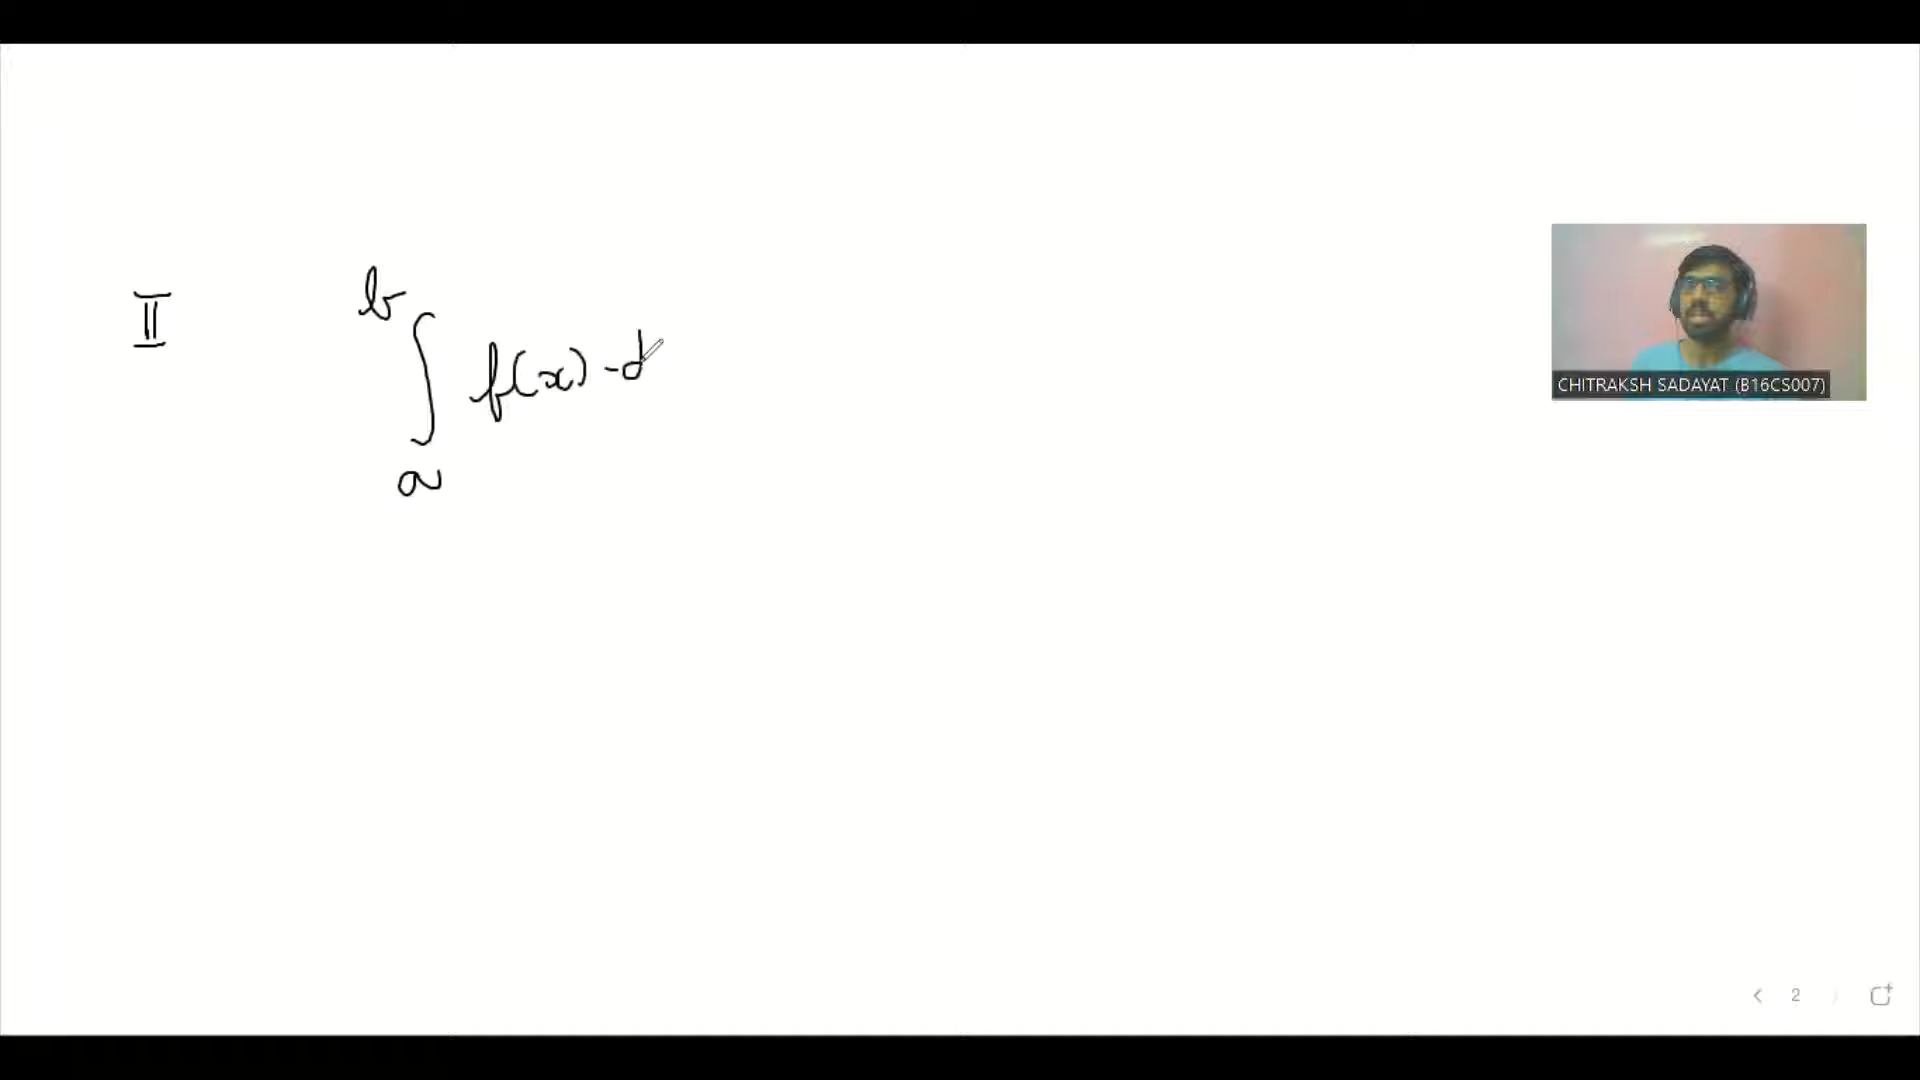 II
b
∫ f(x) - d
a
CHITRAKSH SADAYAT (B16CS007)
2